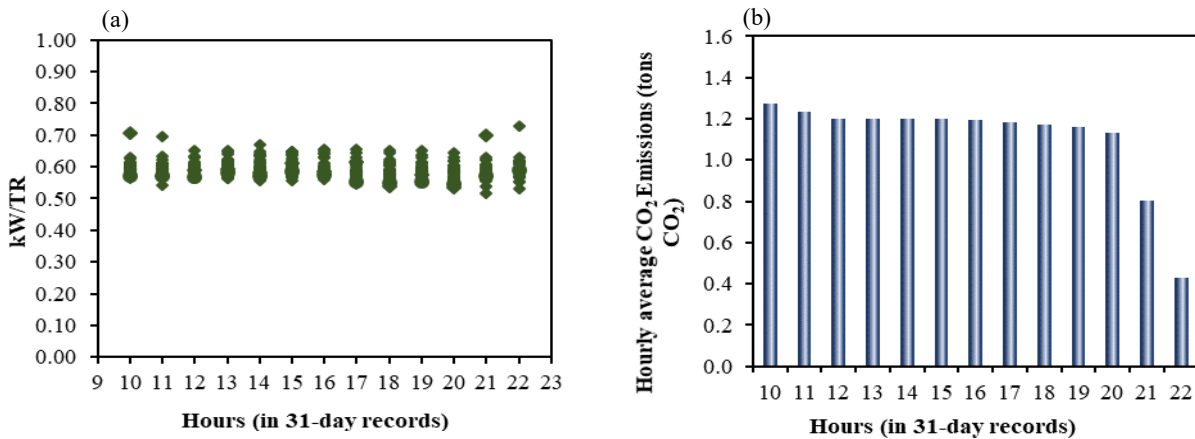 (a)
1.00
0.90
0.80
0.70
0.60
0.50
0.40
0.30
0.20
0.10
0.00
kW/TR
9 10 11 12 13 14 15 16 17 18 19 20 21 22 23
Hours (in 31-day records)
(b)
1.6
1.4
1.2
1.0
0.8
0.6
0.4
0.2
0.0
Hourly average CO₂ Emissions (tons
CO₂)
10 11 12 13 14 15 16 17 18 19 20 21 22
Hours (in 31-day records)